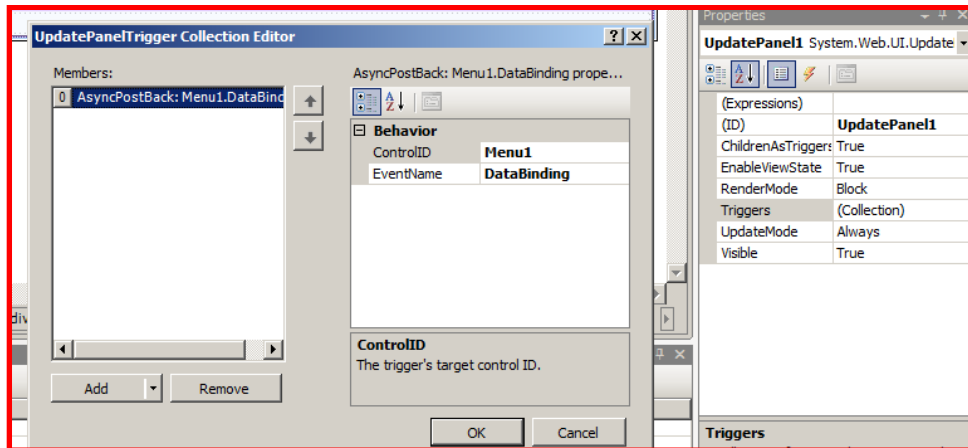 UpdatePanelTrigger Collection Editor
Members:
0 AsyncPostBack: Menu1.DataBind
Add
Remove
AsyncPostBack: Menu1.DataBinding prope...
Behavior
ControlID Menu1
EventName DataBinding
ControlID
The trigger's target control ID.
OK
Cancel
div
Properties
UpdatePanel1 System.Web.UI.Update
(Expressions)
(ID) UpdatePanel1
ChildrenAsTriggers True
EnableViewState True
RenderMode Block
Triggers (Collection)
UpdateMode Always
Visible True
Triggers